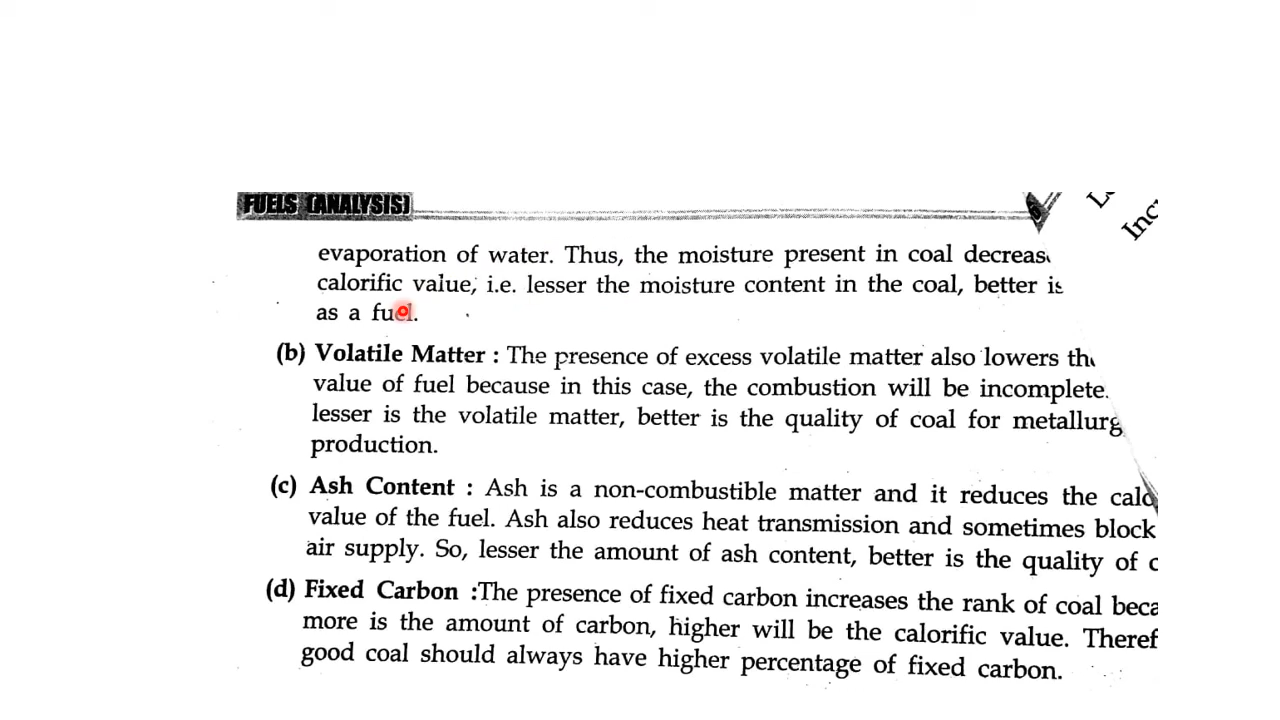 FUELS (ANALYSIS)
evaporation of water. Thus, the moisture present in coal
calorific value, i.e. lesser the moisture content in the coal, better is
as a fuel.
(b) Volatile Matter : The presence of excess volatile matter also lowers
value of fuel because in this case, the combustion will be incomplete.
lesser is the volatile matter, better is the quality of coal for
production.
(c) Ash Content : Ash is a non-combustible matter and it reduces the
value of the fuel. Ash also reduces heat transmission and sometimes block
air supply. So, lesser the amount of ash content, better is the quality of
(d) Fixed Carbon :The presence of fixed carbon increases the rank of coal
more is the amount of carbon, higher will be the calorific value.
good coal should always have higher percentage of fixed carbon.